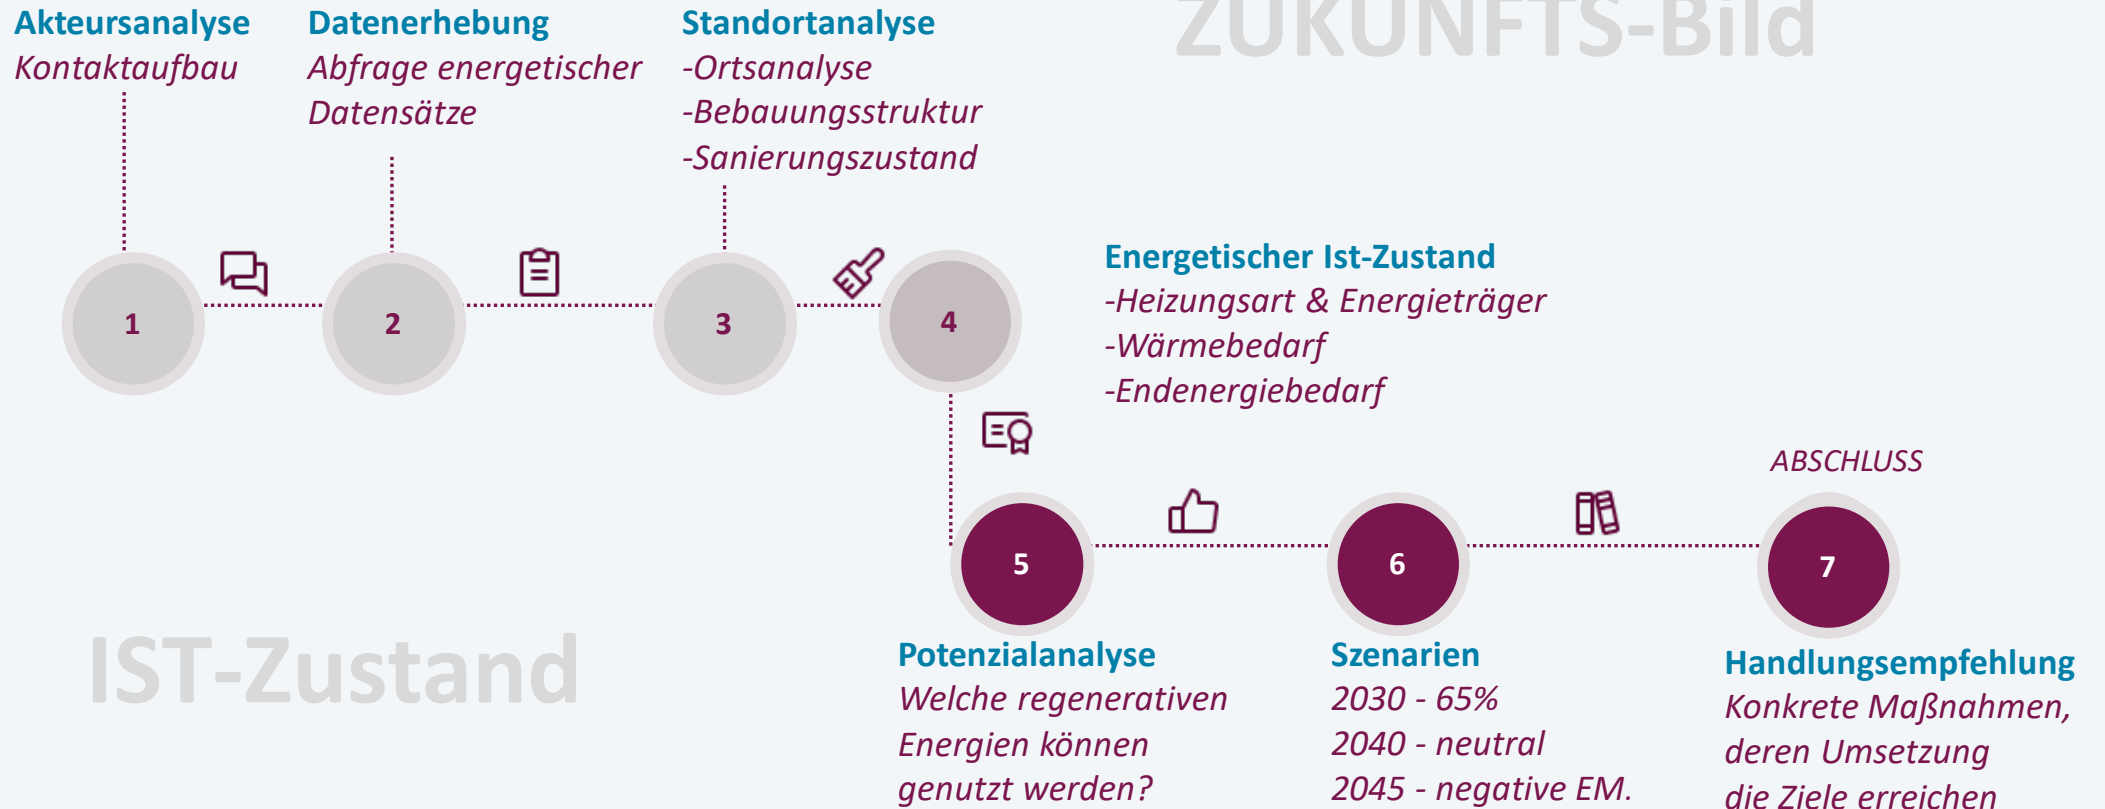 ZUKUNFTS-Bild
Akteursanalyse
Kontaktaufbau
Datenerhebung
Abfrage energetischer
Datensätze
Standortanalyse
-Ortsanalyse
-Bebauungsstruktur
-Sanierungszustand
1
2
3
4
Energetischer Ist-Zustand
-Heizungsart & Energieträger
-Wärmebedarf
-Endenergiebedarf
ABSCHLUSS
5
6
7
IST-Zustand
Potenzialanalyse
Welche regenerativen
Energien können
genutzt werden?
Szenarien
2030 - 65%
2040 - neutral
2045 - negative EM.
Handlungsempfehlung
Konkrete Maßnahmen,
deren Umsetzung
die Ziele erreichen